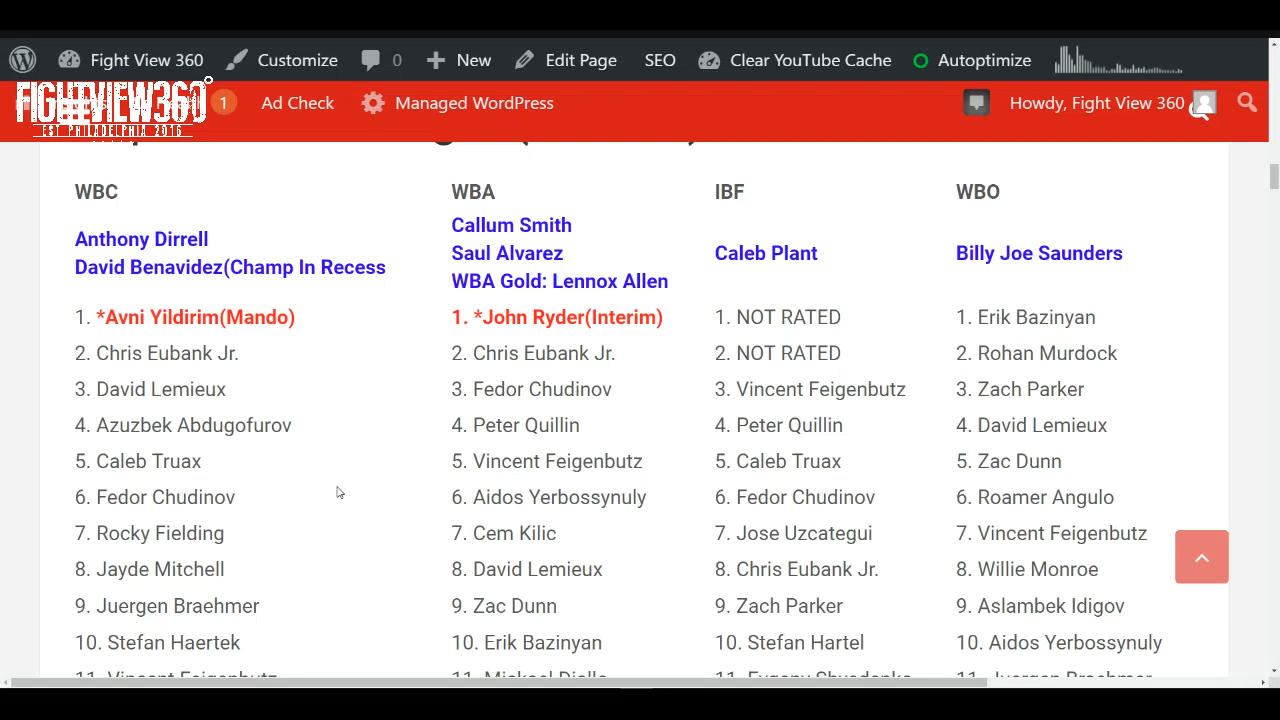 Fight View 360 Customize 0 New Edit Page SEO Clear YouTube Cache Autoptimize
FIGHTVIEW360° 1 Ad Check Managed WordPress Howdy, Fight View 360
EST PHILADELPHIA 2016
WBC WBA IBF WBO
Anthony Dirrell
David Benavidez(Champ In Recess
Callum Smith
Saul Alvarez
WBA Gold: Lennox Allen
Caleb Plant
Billy Joe Saunders
1. *Avni Yildirim(Mando) 1. *John Ryder(Interim) 1. NOT RATED 1. Erik Bazinyan
2. Chris Eubank Jr. 2. Chris Eubank Jr. 2. NOT RATED 2. Rohan Murdock
3. David Lemieux 3. Fedor Chudinov 3. Vincent Feigenbutz 3. Zach Parker
4. Azuzbek Abdugofurov 4. Peter Quillin 4. Peter Quillin 4. David Lemieux
5. Caleb Truax 5. Vincent Feigenbutz 5. Caleb Truax 5. Zac Dunn
6. Fedor Chudinov 6. Aidos Yerbossynuly 6. Fedor Chudinov 6. Roamer Angulo
7. Rocky Fielding 7. Cem Kilic 7. Jose Uzcategui 7. Vincent Feigenbutz
8. Jayde Mitchell 8. David Lemieux 8. Chris Eubank Jr. 8. Willie Monroe
9. Juergen Braehmer 9. Zac Dunn 9. Zach Parker 9. Aslambek Idigov
10. Stefan Haertek 10. Erik Bazinyan 10. Stefan Hartel 10. Aidos Yerbossynuly
11. Vincent Feigenbutz 11. 11. 11. Juergen Braehmer